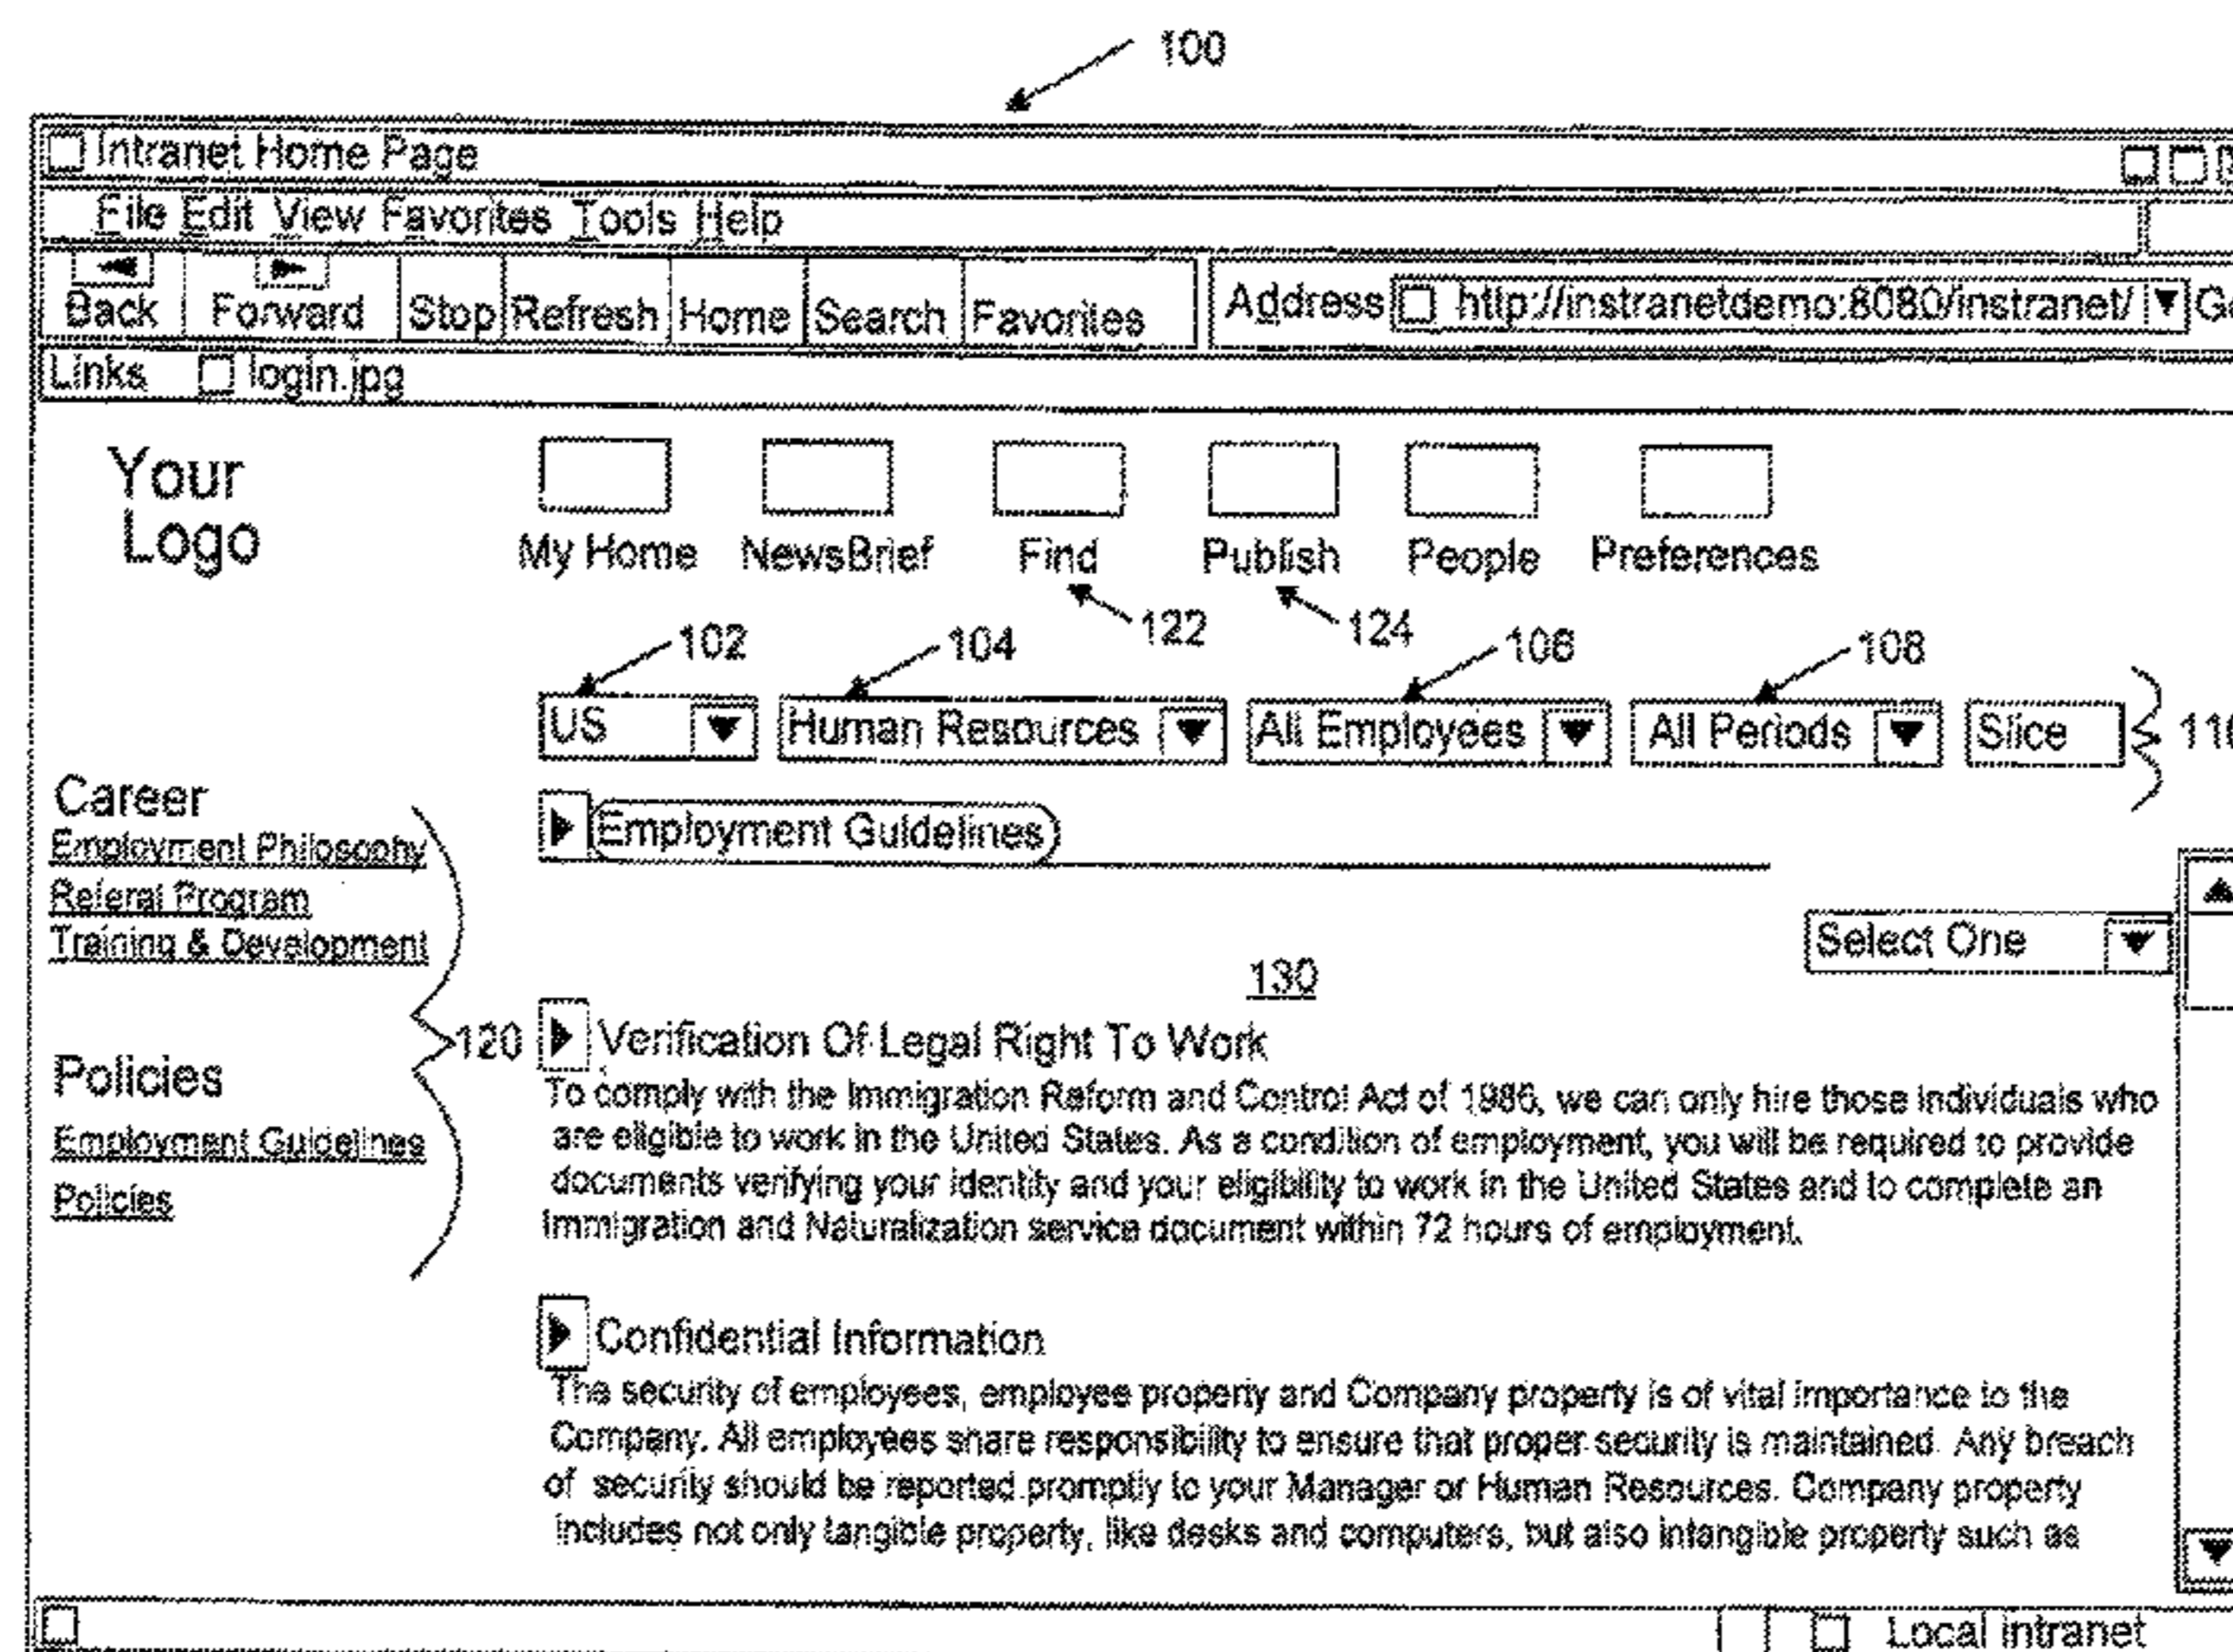 100
Intranet Home Page
File Edit View Favorites Tools Help
Back Forward Stop Refresh Home Search Favorites Address http://instranetdemo:8080/instranet/
Links login.jpg
Your
Logo
My Home NewsBrief Find Publish People Preferences
122 124
102 104 106 108
US Human Resources All Employees All Periods Slice
Career
Employment Guidelines
Employment Philosophy
Referal Program
Training & Development
Select One
130
120 Verification Of Legal Right To Work
Policies
To comply with the Immigration Reform and Control Act of 1986, we can only hire those individuals who
Employment Guidelines
are eligible to work in the United States. As a condition of employment, you will be required to provide
Policies
documents verifying your identity and your eligibility to work in the United States and to complete an
Immigration and Naturalization service document within 72 hours of employment.
Confidential Information
The security of employees, employee property and Company property is of vital importance to the
Company. All employees share responsibility to ensure that proper security is maintained. Any breach
of security should be reported promptly to your Manager or Human Resources. Company property
includes not only tangible property, like desks and computers, but also intangible property such as
Local intranet